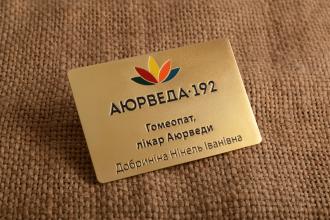 АЮРВЕДА·192
Гомеопат,
лікар Аюрведи
Добриніна Нінель Іванівна